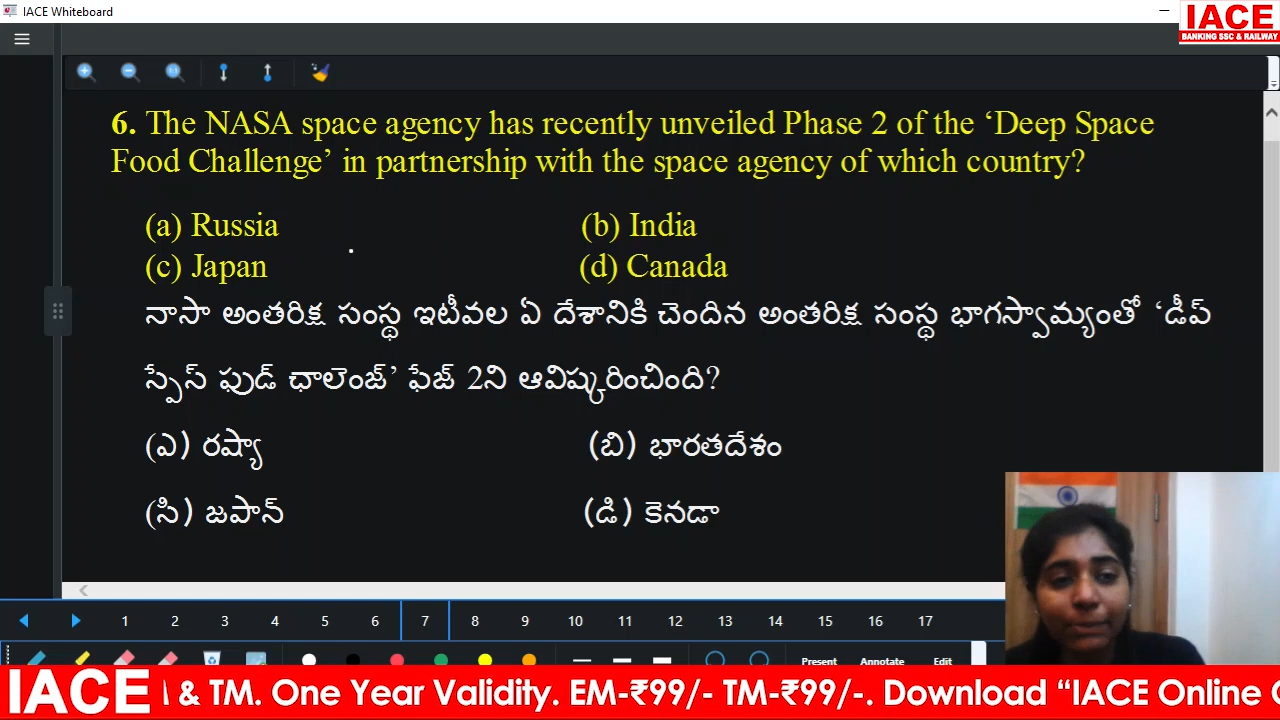 IACE Whiteboard
IACE
BANKING SSC & RAILWAY
6. The NASA space agency has recently unveiled Phase 2 of the ‘Deep Space
Food Challenge’ in partnership with the space agency of which country?
(a) Russia (b) India
(c) Japan (d) Canada
నాసా అంతరిక్ష సంస్థ ఇటీవల ఏ దేశానికి చెందిన అంతరిక్ష సంస్థ భాగస్వామ్యంతో ‘డీప్
స్పేస్ ఫుడ్ ఛాలెంజ్’ ఫేజ్ 2ని ఆవిష్కరించింది?
(ఎ) రష్యా (బి) భారతదేశం
(సి) జపాన్ (డి) కెనడా
1 2 3 4 5 6 7 8 9 10 11 12 13 14 15 16 17
Present Annotate Edit
IACE & TM. One Year Validity. EM-₹99/- TM-₹99/-. Download “IACE Online